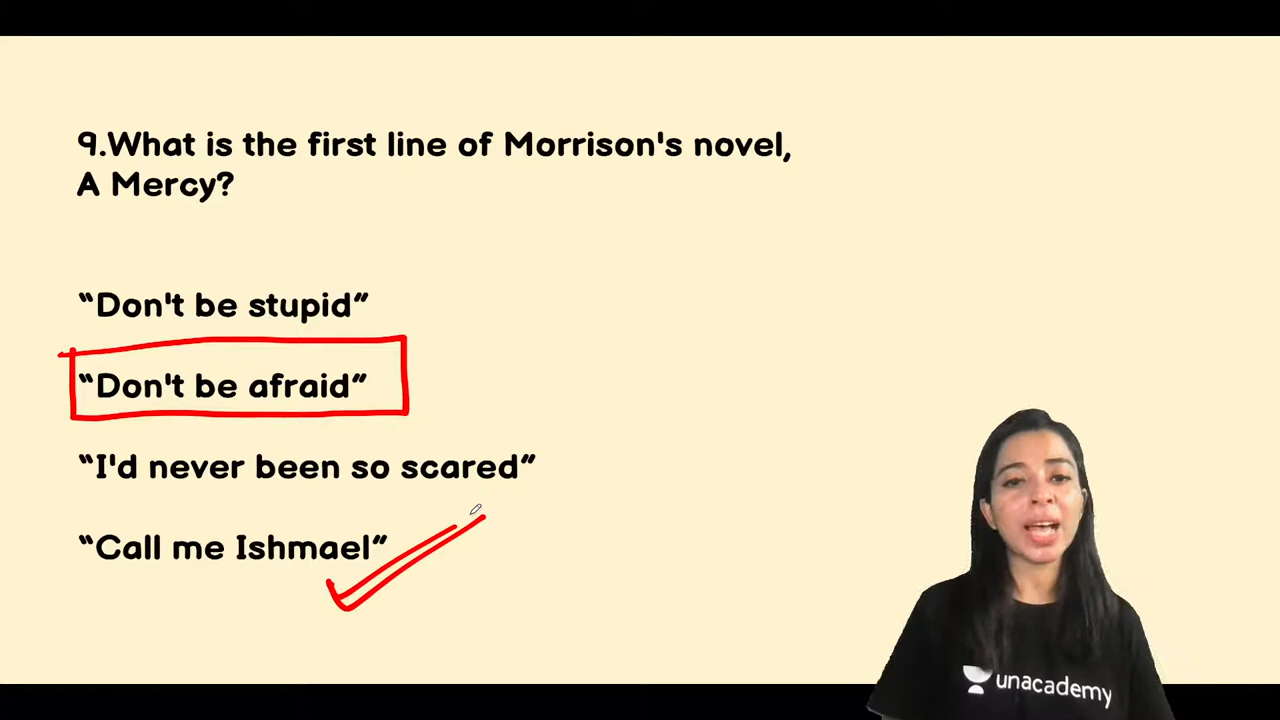 9.What is the first line of Morrison's novel,
A Mercy?
“Don't be stupid”
“Don't be afraid”
“I'd never been so scared”
“Call me Ishmael”
unacademy